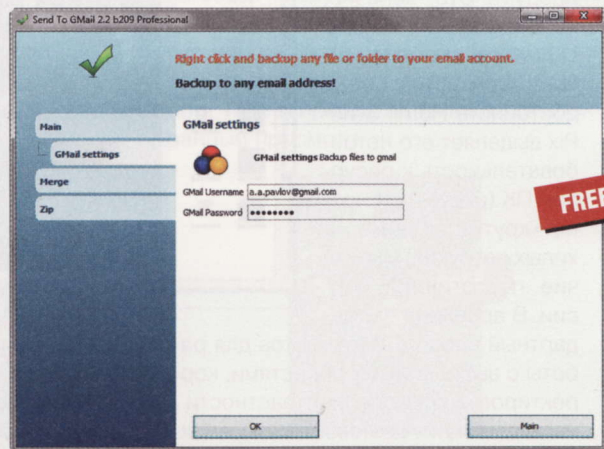 Send To GMail 2.2 b209 Professional
Right click and backup any file or folder to your email account.
Backup to any email address!
Main
GMail settings
Merge
Zip
GMail settings
GMail settings Backup files to gmail
GMail Username a.a.pavlov@gmail.com
GMail Password ••••••••
FREE
OK
Main